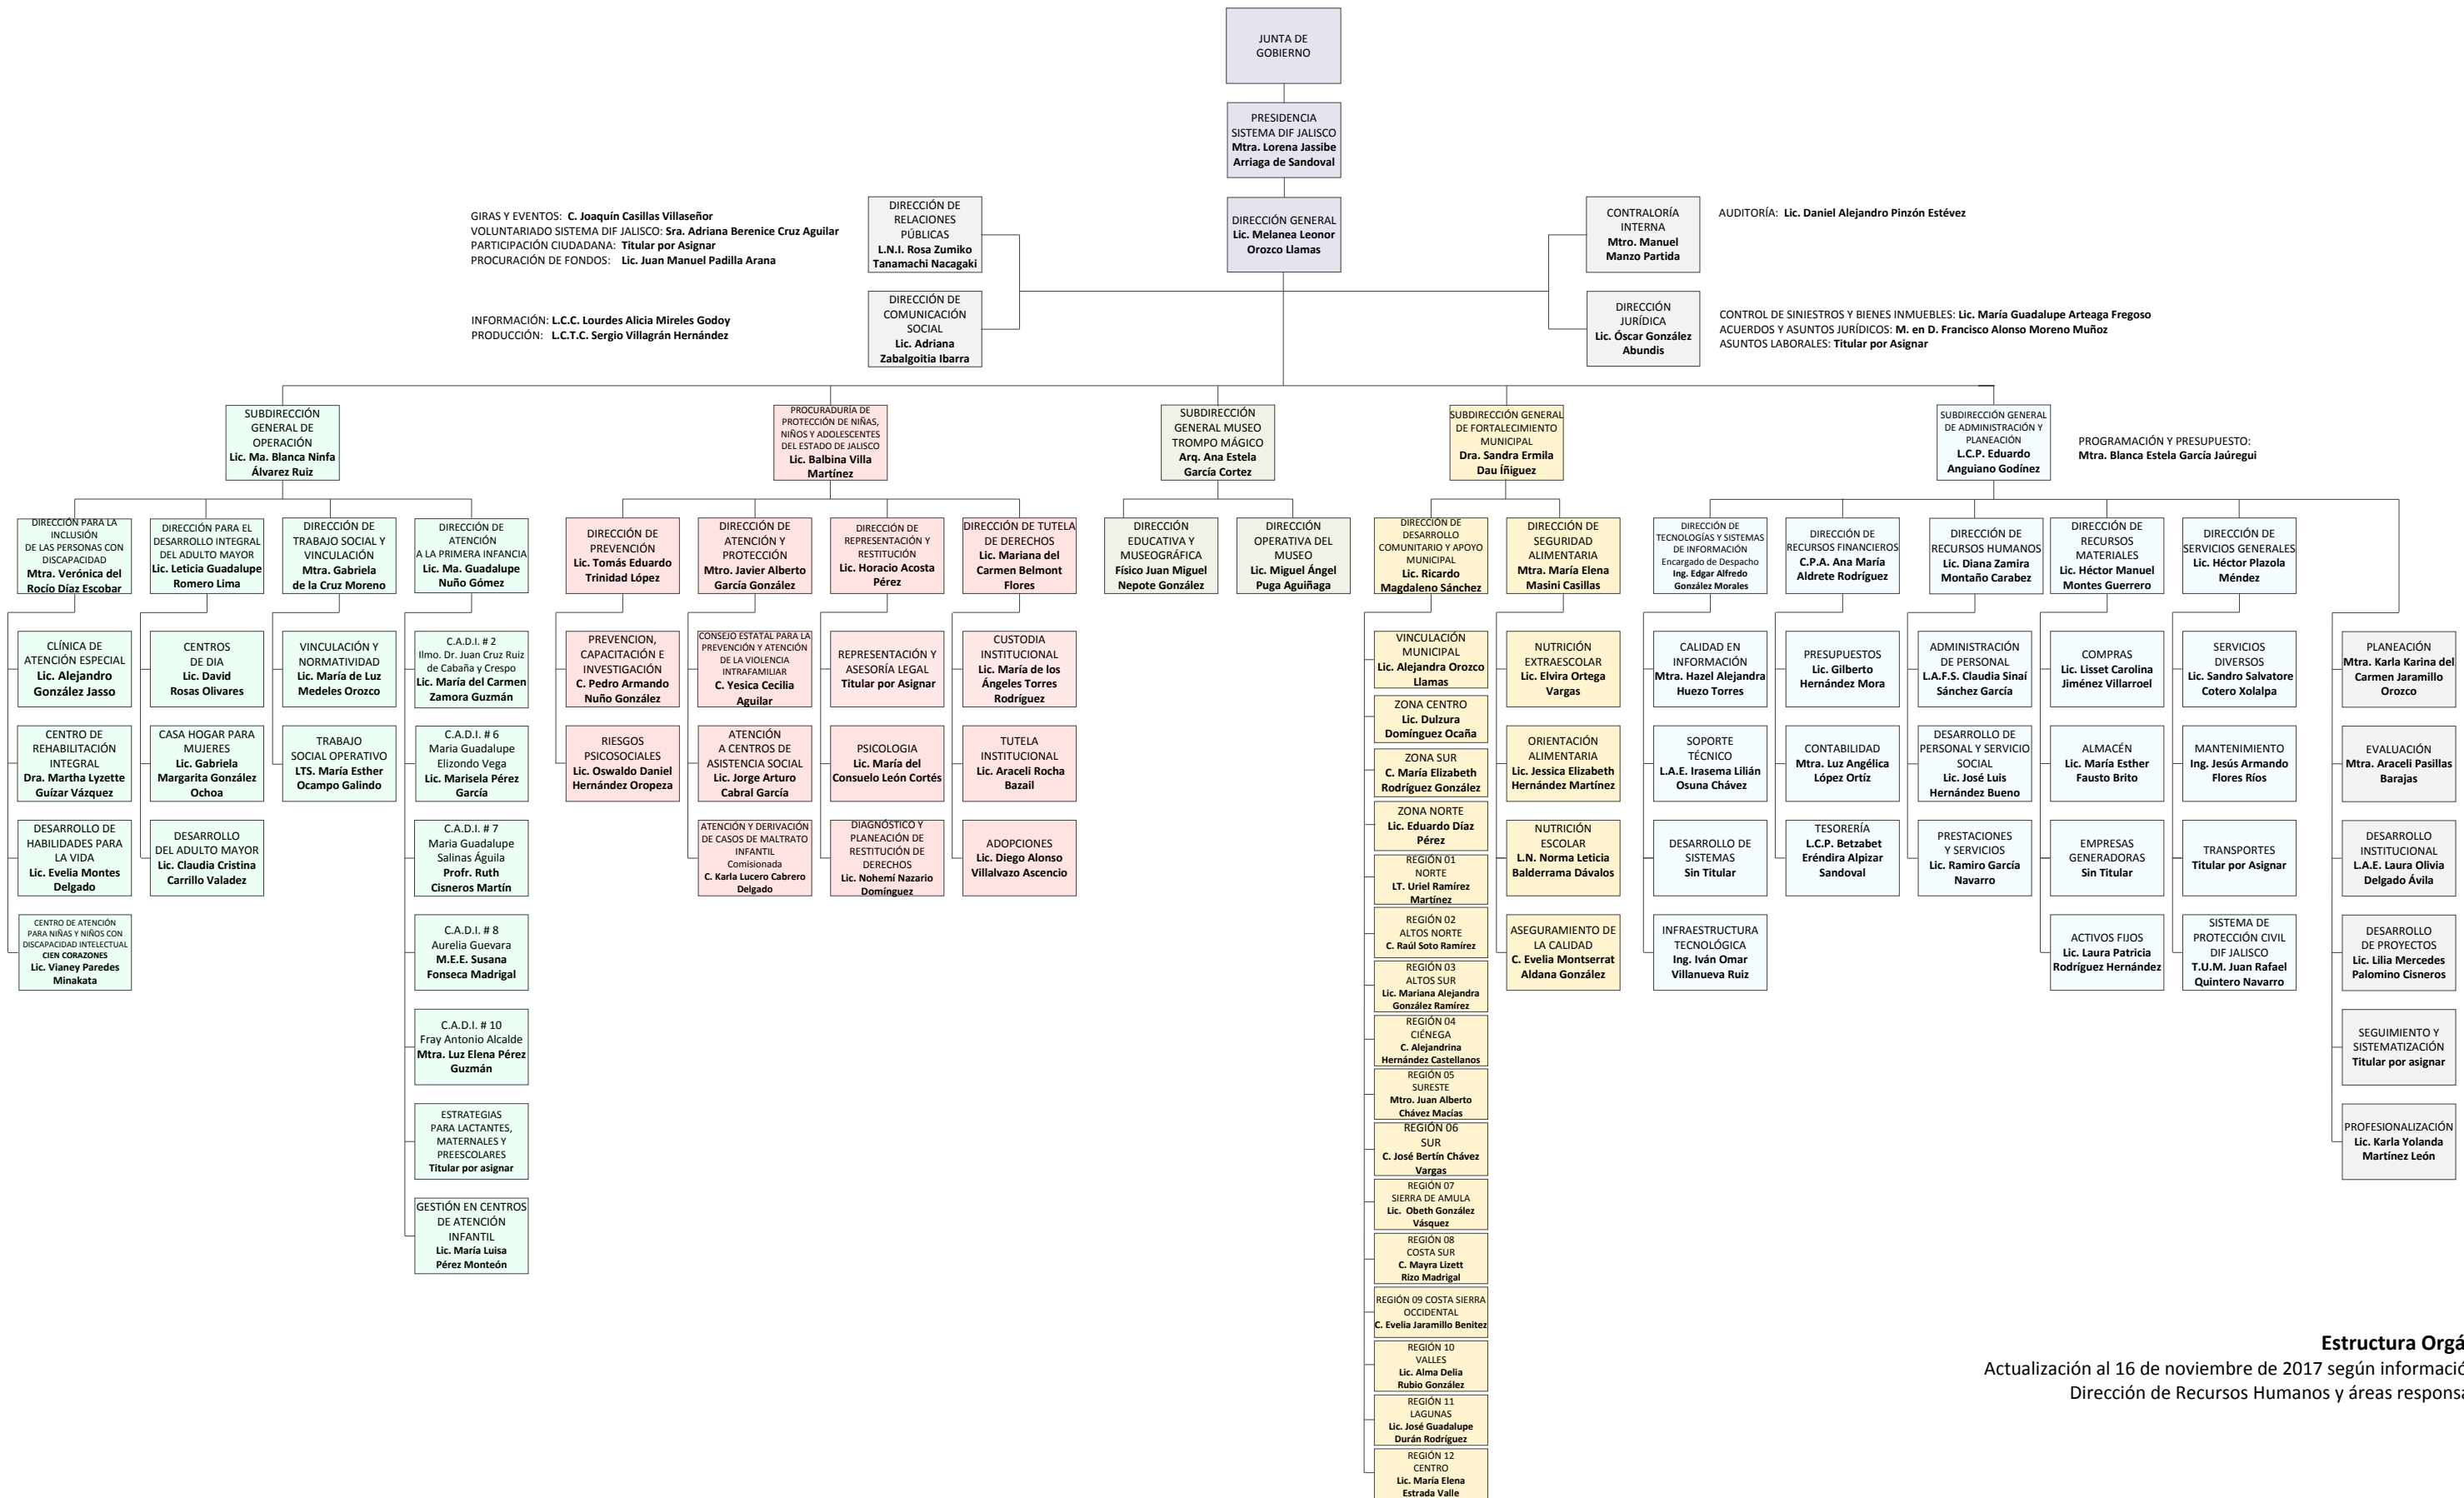 JUNTA DE
GOBIERNO
PRESIDENCIA
SISTEMA DIF JALISCO
Mtra. Lorena Jassibe
Arriaga de Sandoval
DIRECCIÓN GENERAL
Lic. Melanea Leonor
Orozco Llamas
GIRAS Y EVENTOS: C. Joaquín Casillas Villaseñor
VOLUNTARIADO SISTEMA DIF JALISCO: Sra. Adriana Berenice Cruz Aguilar
PARTICIPACIÓN CIUDADANA: Titular por Asignar
PROCURACIÓN DE FONDOS: Lic. Juan Manuel Padilla Arana
DIRECCIÓN DE
RELACIONES
PÚBLICAS
L.N.I. Rosa Zumiko
Tanamachi Nacagaki
CONTRALORÍA
INTERNA
Mtro. Manuel
Manzo Partida
AUDITORÍA: Lic. Daniel Alejandro Pinzón Estévez
INFORMACIÓN: L.C.C. Lourdes Alicia Mireles Godoy
PRODUCCIÓN: L.C.T.C. Sergio Villagrán Hernández
DIRECCIÓN DE
COMUNICACIÓN
SOCIAL
Lic. Adriana
Zabalgoitia Ibarra
DIRECCIÓN
JURÍDICA
Lic. Óscar González
Abundis
CONTROL DE SINIESTROS Y BIENES INMUEBLES: Lic. María Guadalupe Arteaga Fregoso
ACUERDOS Y ASUNTOS JURÍDICOS: M. en D. Francisco Alonso Moreno Muñoz
ASUNTOS LABORALES: Titular por Asignar
SUBDIRECCIÓN
GENERAL DE
OPERACIÓN
Lic. Ma. Blanca Ninfa
Álvarez Ruiz
PROCURADURÍA DE
PROTECCIÓN DE NIÑAS,
NIÑOS Y ADOLESCENTES
DEL ESTADO DE JALISCO
Lic. Balbina Villa
Martínez
SUBDIRECCIÓN
GENERAL MUSEO
TROMPO MÁGICO
Arq. Ana Estela
García Cortez
SUBDIRECCIÓN GENERAL
DE FORTALECIMIENTO
MUNICIPAL
Dra. Sandra Ermila
Dau Íñiguez
SUBDIRECCIÓN GENERAL
DE ADMINISTRACIÓN Y
PLANEACIÓN
L.C.P. Eduardo
Anguiano Godínez
PROGRAMACIÓN Y PRESUPUESTO:
Mtra. Blanca Estela García Jaúregui
DIRECCIÓN PARA LA
INCLUSIÓN
DE LAS PERSONAS CON
DISCAPACIDAD
Mtra. Verónica del
Rocío Díaz Escobar
DIRECCIÓN PARA EL
DESARROLLO INTEGRAL
DEL ADULTO MAYOR
Lic. Leticia Guadalupe
Romero Lima
DIRECCIÓN DE
TRABAJO SOCIAL Y
VINCULACIÓN
Mtra. Gabriela
de la Cruz Moreno
DIRECCIÓN DE
ATENCIÓN
A LA PRIMERA INFANCIA
Lic. Ma. Guadalupe
Nuño Gómez
DIRECCIÓN DE
PREVENCIÓN
Lic. Tomás Eduardo
Trinidad López
DIRECCIÓN DE
ATENCIÓN Y
PROTECCIÓN
Mtro. Javier Alberto
García González
DIRECCIÓN DE
REPRESENTACIÓN Y
RESTITUCIÓN
Lic. Horacio Acosta
Pérez
DIRECCIÓN DE TUTELA
DE DERECHOS
Lic. Mariana del
Carmen Belmont
Flores
DIRECCIÓN
EDUCATIVA Y
MUSEOGRÁFICA
Físico Juan Miguel
Nepote González
DIRECCIÓN
OPERATIVA DEL
MUSEO
Lic. Miguel Ángel
Puga Aguiñaga
DIRECCIÓN DE
DESARROLLO
COMUNITARIO Y APOYO
MUNICIPAL
Lic. Ricardo
Magdaleno Sánchez
DIRECCIÓN DE
SEGURIDAD
ALIMENTARIA
Mtra. María Elena
Masini Casillas
DIRECCIÓN DE
TECNOLOGÍAS Y SISTEMAS
DE INFORMACIÓN
Encargado de Despacho
Ing. Edgar Alfredo
González Morales
DIRECCIÓN DE
RECURSOS FINANCIEROS
C.P.A. Ana María
Aldrete Rodríguez
DIRECCIÓN DE
RECURSOS HUMANOS
Lic. Diana Zamira
Montaño Carabez
DIRECCIÓN DE
RECURSOS
MATERIALES
Lic. Héctor Manuel
Montes Guerrero
DIRECCIÓN DE
SERVICIOS GENERALES
Lic. Héctor Plazola
Méndez
CLÍNICA DE
ATENCIÓN ESPECIAL
Lic. Alejandro
González Jasso
CENTRO DE
REHABILITACIÓN
INTEGRAL
Dra. Martha Lyzette
Guízar Vázquez
DESARROLLO DE
HABILIDADES PARA
LA VIDA
Lic. Evelia Montes
Delgado
CENTRO DE ATENCIÓN
PARA NIÑAS Y NIÑOS CON
DISCAPACIDAD INTELECTUAL
CIEN CORAZONES
Lic. Vianey Paredes
Minakata
CENTROS
DE DIA
Lic. David
Rosas Olivares
CASA HOGAR PARA
MUJERES
Lic. Gabriela
Margarita González
Ochoa
DESARROLLO
DEL ADULTO MAYOR
Lic. Claudia Cristina
Carrillo Valadez
VINCULACIÓN Y
NORMATIVIDAD
Lic. María de Luz
Medeles Orozco
TRABAJO
SOCIAL OPERATIVO
LTS. María Esther
Ocampo Galindo
C.A.D.I. # 2
Ilmo. Dr. Juan Cruz Ruiz
de Cabaña y Crespo
Lic. María del Carmen
Zamora Guzmán
C.A.D.I. # 6
Maria Guadalupe
Elizondo Vega
Lic. Marisela Pérez
García
C.A.D.I. # 7
Maria Guadalupe
Salinas Águila
Profr. Ruth
Cisneros Martín
C.A.D.I. # 8
Aurelia Guevara
M.E.E. Susana
Fonseca Madrigal
C.A.D.I. # 10
Fray Antonio Alcalde
Mtra. Luz Elena Pérez
Guzmán
ESTRATEGIAS
PARA LACTANTES,
MATERNALES Y
PREESCOLARES
Titular por asignar
GESTIÓN EN CENTROS
DE ATENCIÓN
INFANTIL
Lic. María Luisa
Pérez Monteón
PREVENCION,
CAPACITACIÓN E
INVESTIGACIÓN
C. Pedro Armando
Nuño González
RIESGOS
PSICOSOCIALES
Lic. Oswaldo Daniel
Hernández Oropeza
CONSEJO ESTATAL PARA LA
PREVENCIÓN Y ATENCIÓN
DE LA VIOLENCIA
INTRAFAMILIAR
C. Yesica Cecilia
Aguilar
ATENCIÓN
A CENTROS DE
ASISTENCIA SOCIAL
Lic. Jorge Arturo
Cabral García
ATENCIÓN Y DERIVACIÓN
DE CASOS DE MALTRATO
INFANTIL
Comisionada
C. Karla Lucero Cabrero
Delgado
REPRESENTACIÓN Y
ASESORÍA LEGAL
Titular por Asignar
PSICOLOGIA
Lic. María del
Consuelo León Cortés
DIAGNÓSTICO Y
PLANEACIÓN DE
RESTITUCIÓN DE
DERECHOS
Lic. Nohemí Nazario
Domínguez
CUSTODIA
INSTITUCIONAL
Lic. María de los
Ángeles Torres
Rodríguez
TUTELA
INSTITUCIONAL
Lic. Araceli Rocha
Bazail
ADOPCIONES
Lic. Diego Alonso
Villalvazo Ascencio
VINCULACIÓN
MUNICIPAL
Lic. Alejandra Orozco
Llamas
ZONA CENTRO
Lic. Dulzura
Domínguez Ocaña
ZONA SUR
C. María Elizabeth
Rodríguez González
ZONA NORTE
Lic. Eduardo Díaz
Pérez
REGIÓN 01
NORTE
LT. Uriel Ramírez
Martínez
REGIÓN 02
ALTOS NORTE
C. Raúl Soto Ramírez
REGIÓN 03
ALTOS SUR
Lic. Mariana Alejandra
González Ramírez
REGIÓN 04
CIÉNEGA
C. Alejandrina
Hernández Castellanos
REGIÓN 05
SURESTE
Mtro. Juan Alberto
Chávez Macías
REGIÓN 06
SUR
C. José Bertín Chávez
Vargas
REGIÓN 07
SIERRA DE AMULA
Lic. Obeth González
Vásquez
REGIÓN 08
COSTA SUR
C. Mayra Lizett
Rizo Madrigal
REGIÓN 09 COSTA SIERRA
OCCIDENTAL
C. Evelia Jaramillo Benitez
REGIÓN 10
VALLES
Lic. Alma Delia
Rubio González
REGIÓN 11
LAGUNAS
Lic. José Guadalupe
Durán Rodríguez
REGIÓN 12
CENTRO
Lic. María Elena
Estrada Valle
NUTRICIÓN
EXTRAESCOLAR
Lic. Elvira Ortega
Vargas
ORIENTACIÓN
ALIMENTARIA
Lic. Jessica Elizabeth
Hernández Martínez
NUTRICIÓN
ESCOLAR
L.N. Norma Leticia
Balderrama Dávalos
ASEGURAMIENTO DE
LA CALIDAD
C. Evelia Montserrat
Aldana González
CALIDAD EN
INFORMACIÓN
Mtra. Hazel Alejandra
Huezo Torres
SOPORTE
TÉCNICO
L.A.E. Irasema Lilián
Osuna Chávez
DESARROLLO DE
SISTEMAS
Sin Titular
INFRAESTRUCTURA
TECNOLÓGICA
Ing. Iván Omar
Villanueva Ruiz
PRESUPUESTOS
Lic. Gilberto
Hernández Mora
CONTABILIDAD
Mtra. Luz Angélica
López Ortíz
TESORERÍA
L.C.P. Betzabet
Eréndira Alpizar
Sandoval
ADMINISTRACIÓN
DE PERSONAL
L.A.F.S. Claudia Sinaí
Sánchez García
DESARROLLO DE
PERSONAL Y SERVICIO
SOCIAL
Lic. José Luis
Hernández Bueno
PRESTACIONES
Y SERVICIOS
Lic. Ramiro García
Navarro
COMPRAS
Lic. Lisset Carolina
Jiménez Villarroel
ALMACÉN
Lic. María Esther
Fausto Brito
EMPRESAS
GENERADORAS
Sin Titular
ACTIVOS FIJOS
Lic. Laura Patricia
Rodríguez Hernández
SERVICIOS
DIVERSOS
Lic. Sandro Salvatore
Cotero Xolalpa
MANTENIMIENTO
Ing. Jesús Armando
Flores Ríos
TRANSPORTES
Titular por Asignar
SISTEMA DE
PROTECCIÓN CIVIL
DIF JALISCO
T.U.M. Juan Rafael
Quintero Navarro
PLANEACIÓN
Mtra. Karla Karina del
Carmen Jaramillo
Orozco
EVALUACIÓN
Mtra. Araceli Pasillas
Barajas
DESARROLLO
INSTITUCIONAL
L.A.E. Laura Olivia
Delgado Ávila
DESARROLLO
DE PROYECTOS
Lic. Lilia Mercedes
Palomino Cisneros
SEGUIMIENTO Y
SISTEMATIZACIÓN
Titular por asignar
PROFESIONALIZACIÓN
Lic. Karla Yolanda
Martínez León
Estructura Orgá
Actualización al 16 de noviembre de 2017 según informació
Dirección de Recursos Humanos y áreas responsa